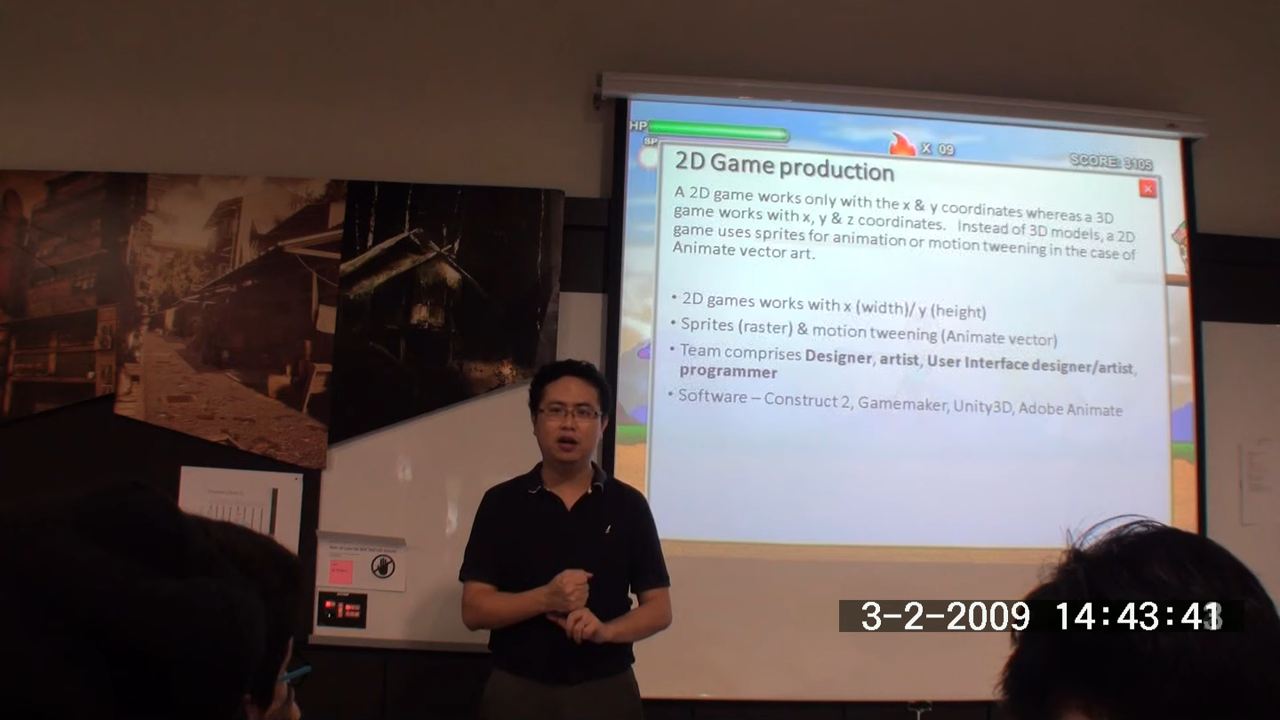 HP
SP
X 09
SCORE: 3105
2D Game production
A 2D game works only with the x & y coordinates whereas a 3D
game works with x, y & z coordinates.  Instead of 3D models, a 2D
game uses sprites for animation or motion tweening in the case of
Animate vector art.
• 2D games works with x (width)/ y (height)
• Sprites (raster) & motion tweening (Animate vector)
• Team comprises Designer, artist, User Interface designer/artist,
programmer
• Software – Construct 2, Gamemaker, Unity3D, Adobe Animate
3-2-2009 14:43:41